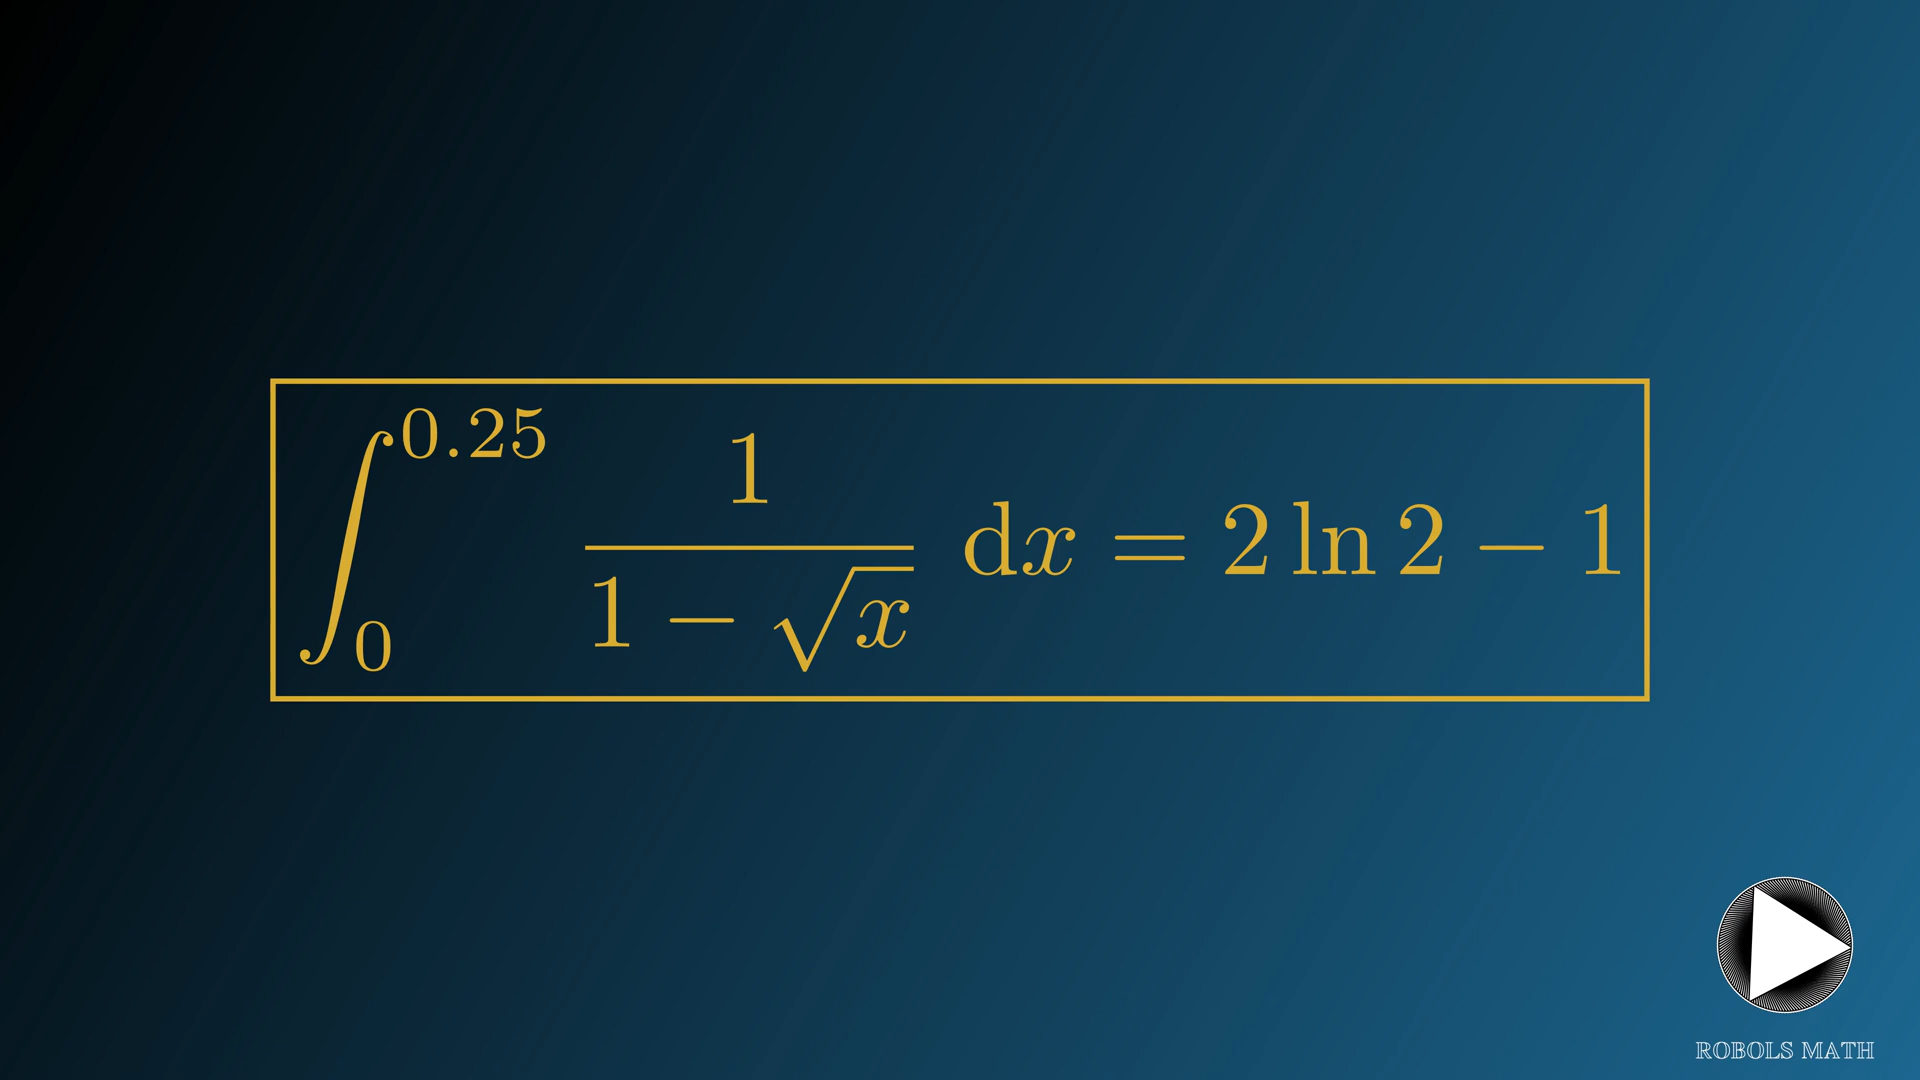 ∫₀^0.25 1/(1 − √x) dx = 2 ln 2 − 1
ROBOLS MATH